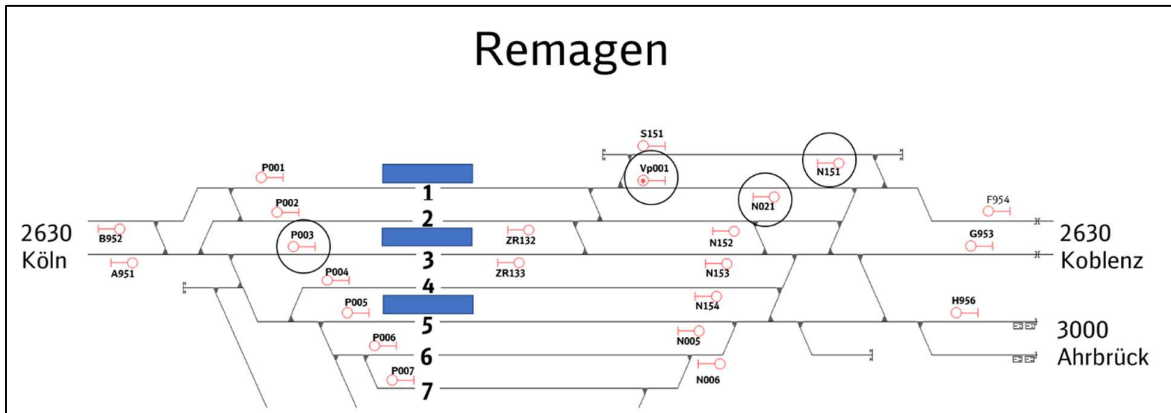 Remagen
S151
P001
Vp001
N151
1
P002
N021
F954
2630
Köln
B952
2
P003
ZR132
N152
G953
2630
Koblenz
A951
3
ZR133
N153
P004
4
N154
P005
H956
5
3000
Ahrbrück
P006
N005
6
N006
P007
7